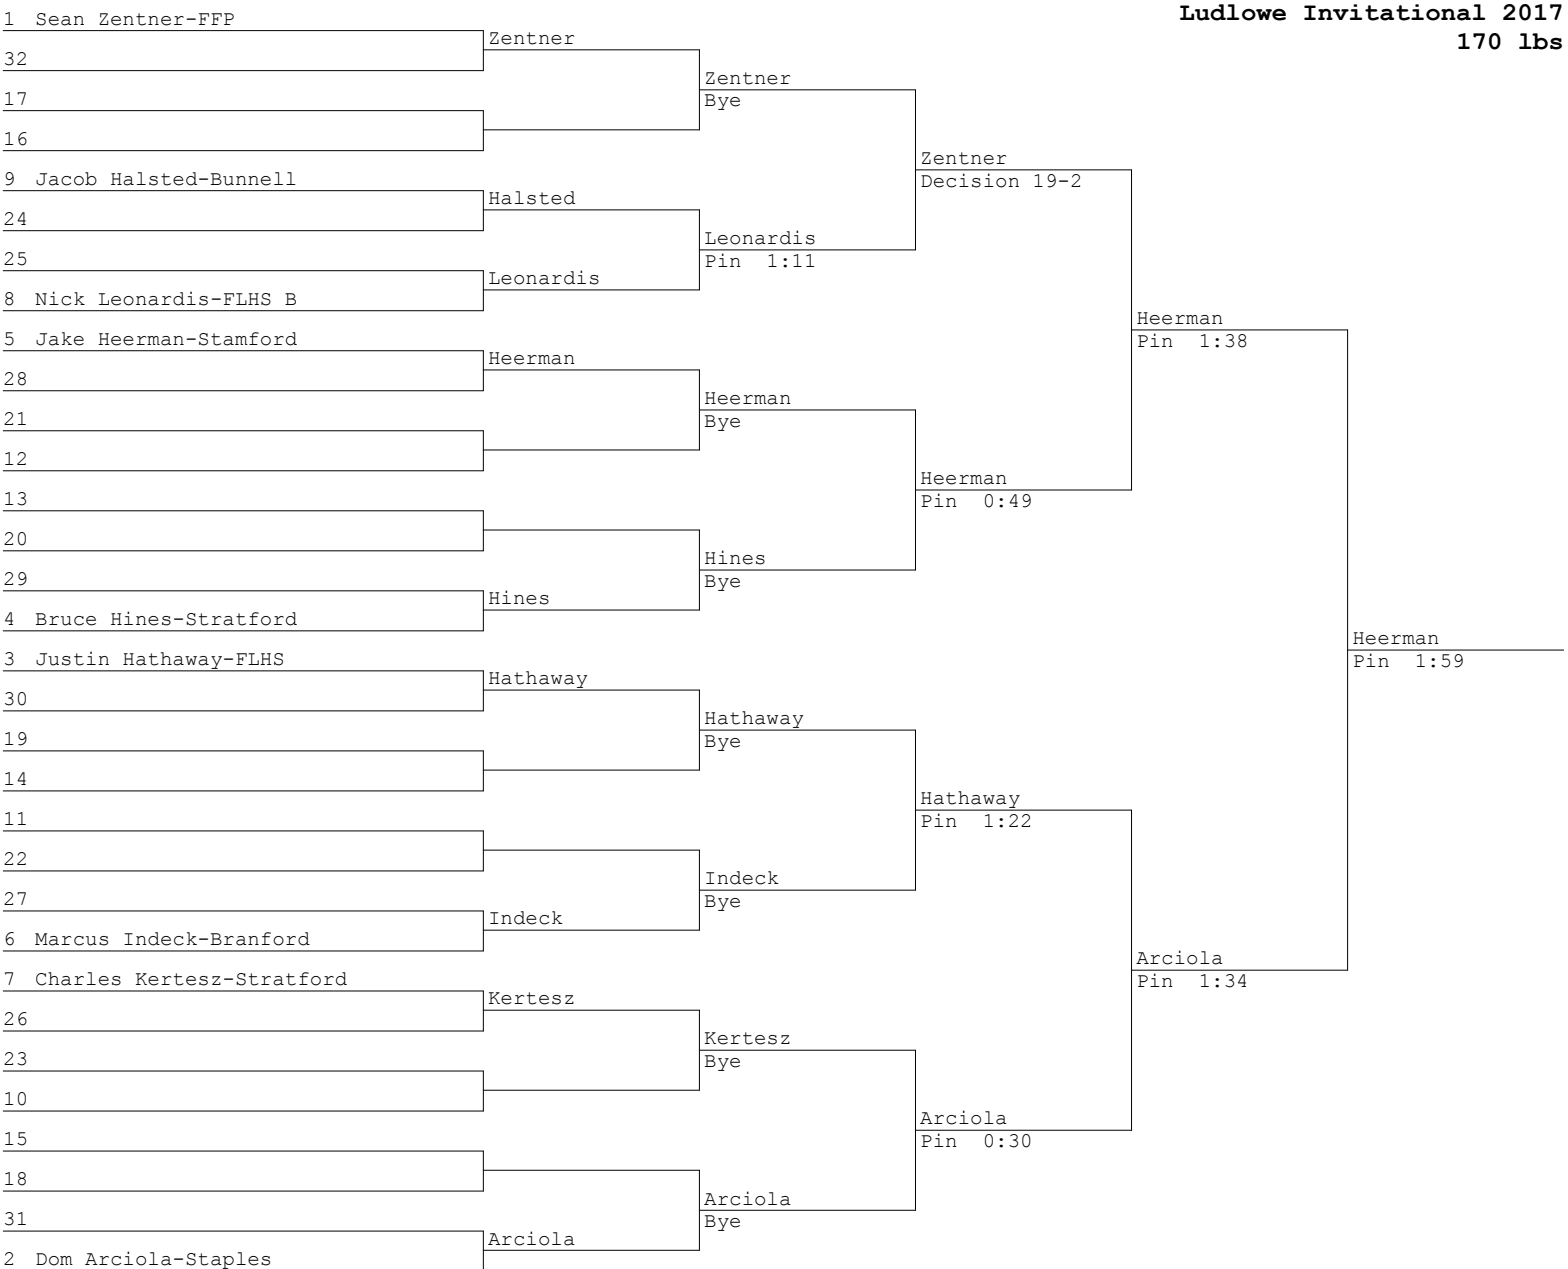 Ludlowe Invitational 2017
170 lbs
1 Sean Zentner-FFP
32
17
16
9 Jacob Halsted-Bunnell
24
25
8 Nick Leonardis-FLHS B
5 Jake Heerman-Stamford
28
21
12
13
20
29
4 Bruce Hines-Stratford
3 Justin Hathaway-FLHS
30
19
14
11
22
27
6 Marcus Indeck-Branford
7 Charles Kertesz-Stratford
26
23
10
15
18
31
2 Dom Arciola-Staples
Zentner
Halsted
Leonardis
Heerman
Hines
Hathaway
Indeck
Kertesz
Arciola
Zentner
Bye
Leonardis
Pin 1:11
Heerman
Bye
Hines
Bye
Hathaway
Bye
Indeck
Bye
Kertesz
Bye
Arciola
Bye
Zentner
Decision 19-2
Heerman
Pin 0:49
Hathaway
Pin 1:22
Arciola
Pin 0:30
Heerman
Pin 1:38
Arciola
Pin 1:34
Heerman
Pin 1:59